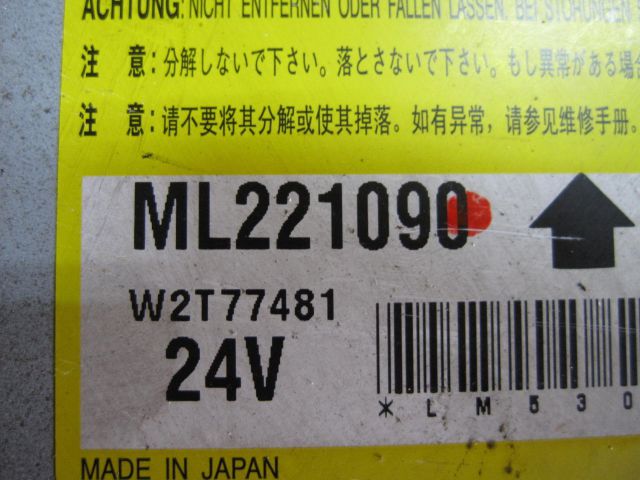 ACHTUNG: NICHT ENTFERNEN ODER FALLEN LASSEN. BEI STÖRUNGEN
注 意:分解しないで下さい。落とさないで下さい。もし異常がある場合
注 意:请不要将其分解或使其掉落。如有异常,请参见维修手册。
ML221090
W2T77481
24V
*LM530
MADE IN JAPAN